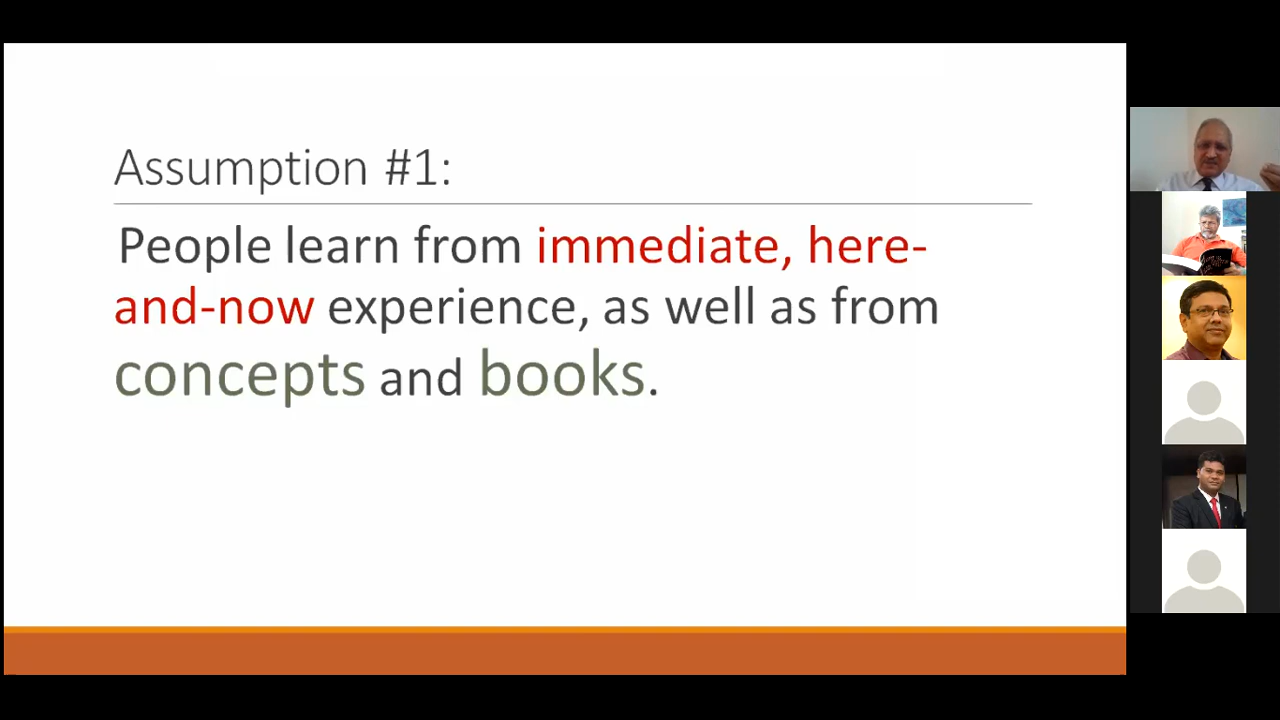 Assumption #1:
People learn from immediate, here-
and-now experience, as well as from
concepts and books.